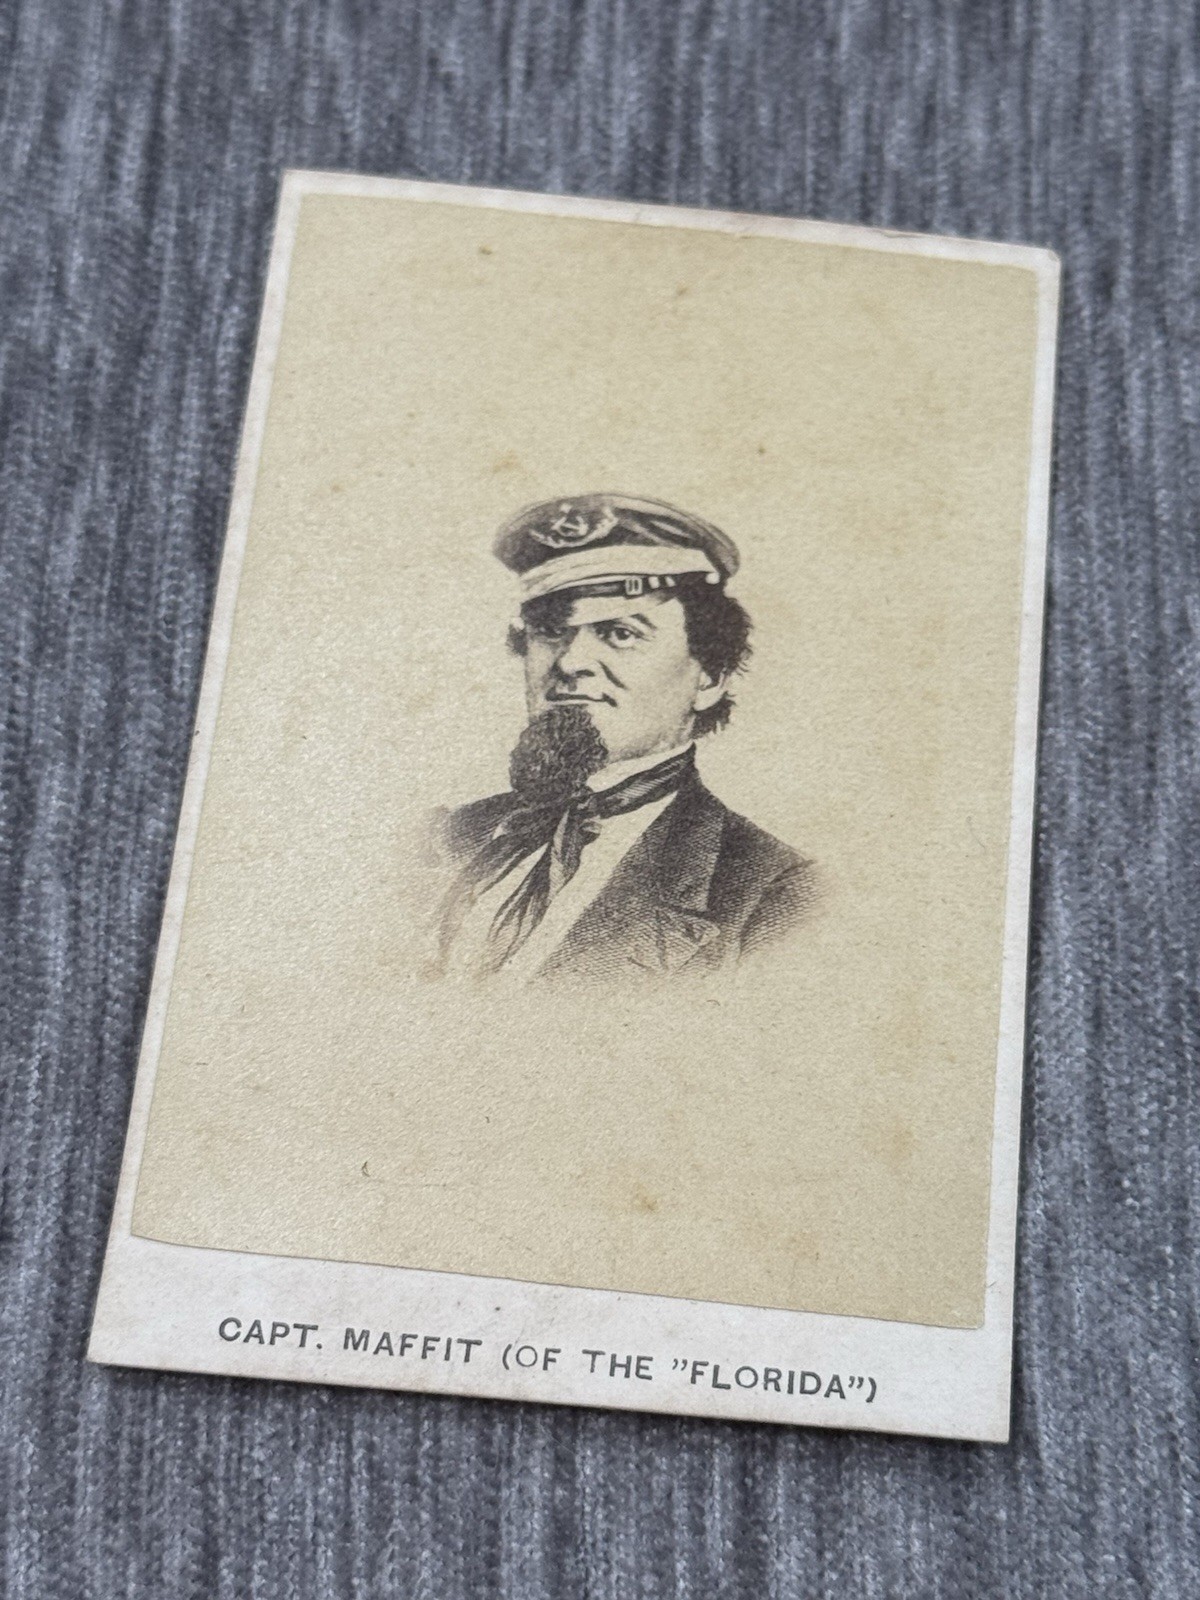 CAPT. MAFFIT (OF THE ”FLORIDA”)